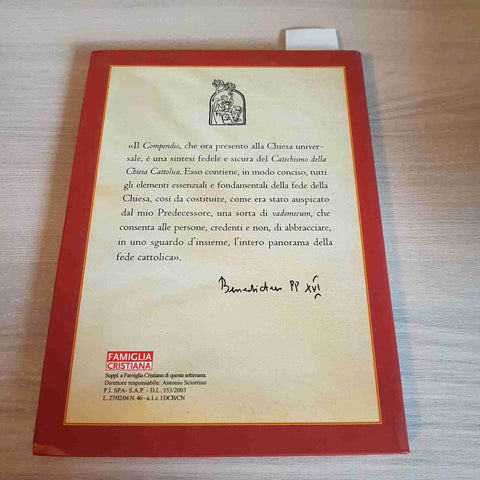 «Il Compendio, che ora presento alla Chiesa univer-
sale, é una sintesi fedele e sicura del Catechismo della
Chiesa Cattolica. Esso contiene, in modo conciso, tutti
gli elementi essenziali e fondamentali della fede della
Chiesa, così da costituire, come era stato auspicato
dal mio Predecessore, una sorta di vademecum, che
consenta alle persone, credenti e non, di abbracciare,
in uno sguardo d'insieme, l'intero panorama della
fede cattolica».
Benedictus PP XVI
FAMIGLIA
CRISTIANA
Suppl. a Famiglia Cristiana di questa settimana.
Direttore responsabile: Antonio Sciortino
P.I. SPA- S.A.P. - D.L. 353/2003
L. 27/02/04 N. 46 - a.1 c. 1 DCB/CN